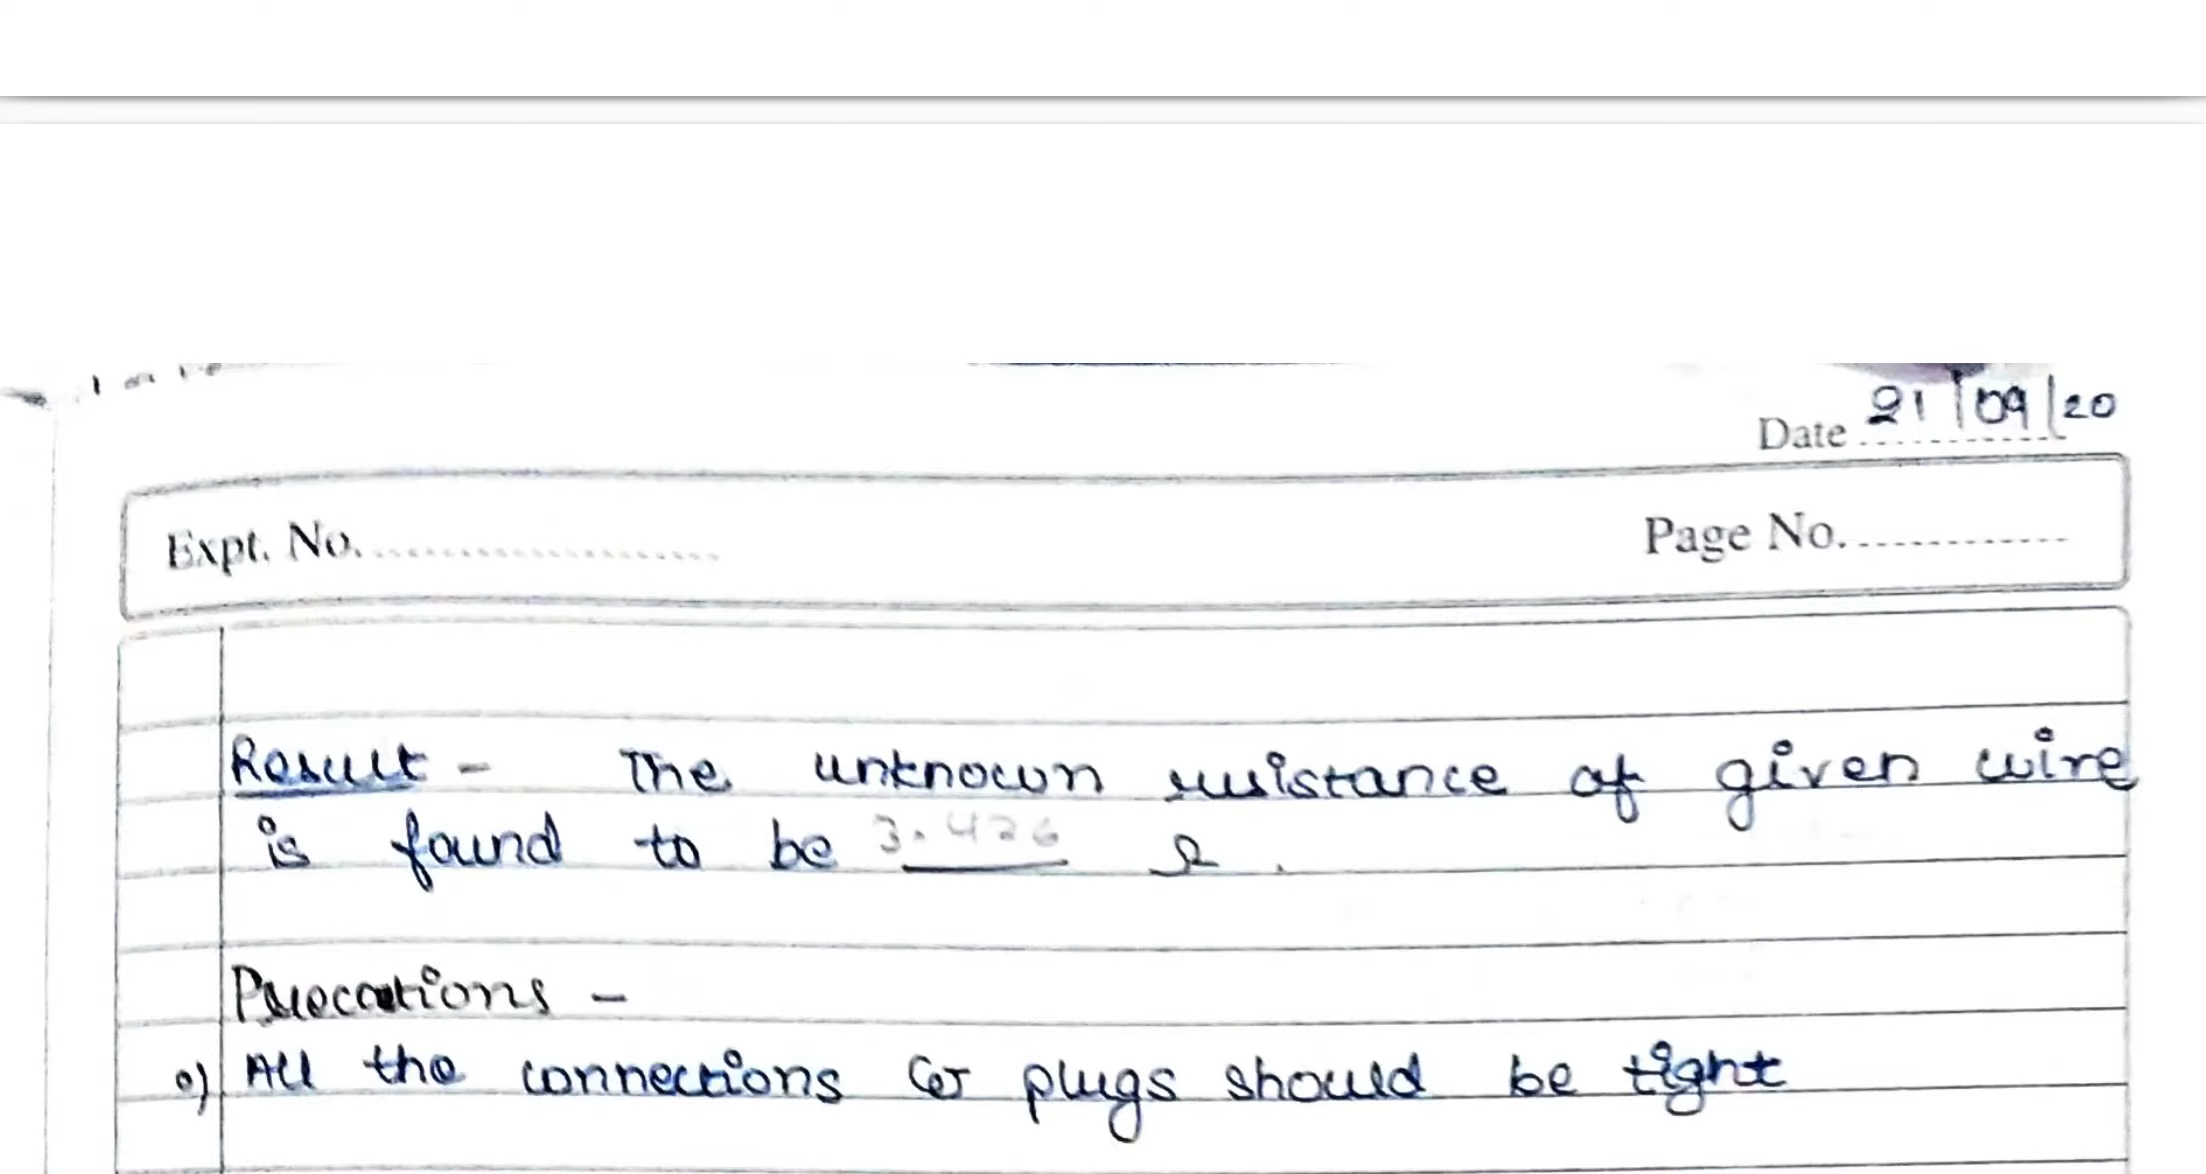 Date 21/09/20
Expt. No.
Page No.
Result - The unknown resistance of given wire
is found to be 3.426 Ω.
Precautions -
a) All the connections & plugs should be tight